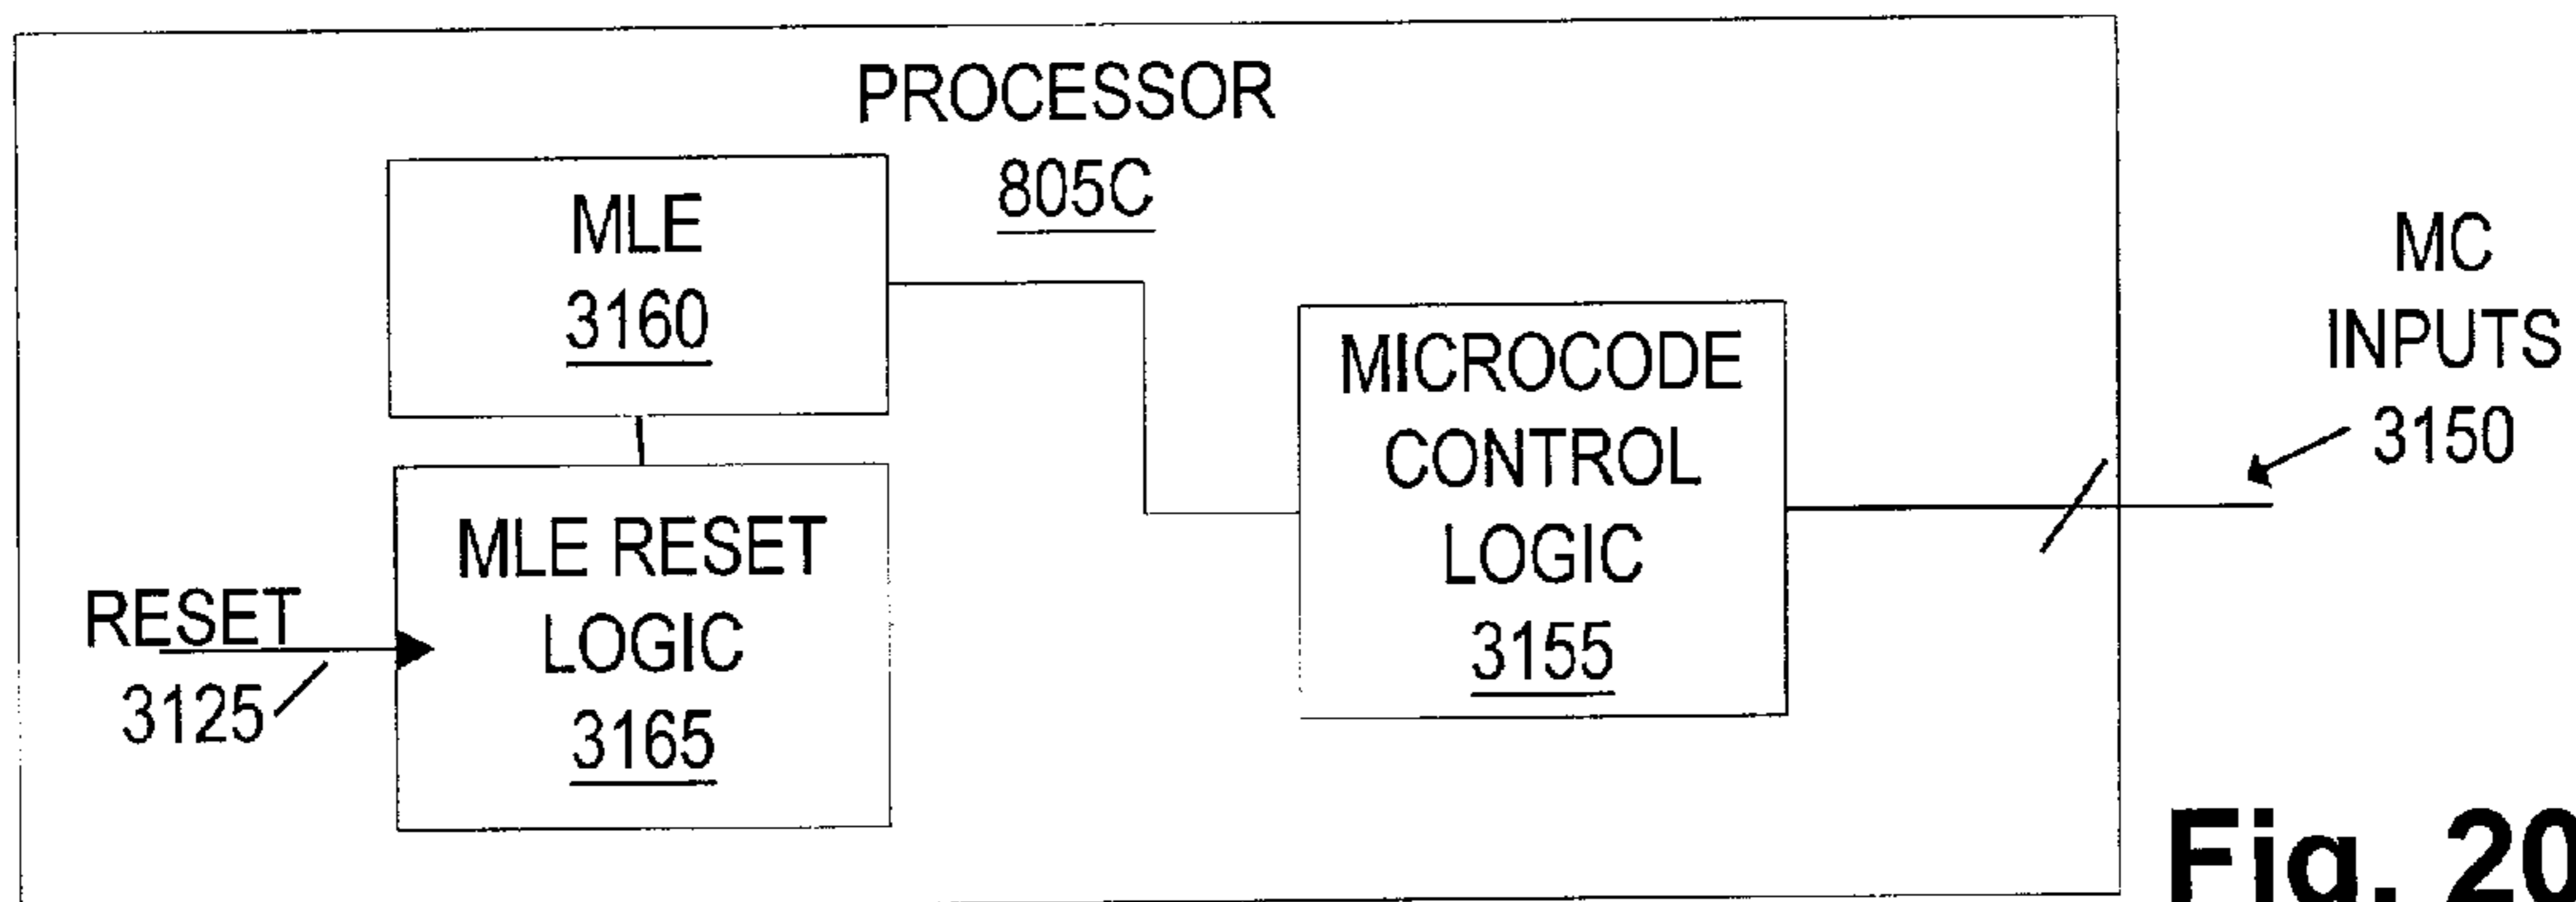 PROCESSOR
805C
MLE
3160
MLE RESET
LOGIC
3165
RESET
3125
MICROCODE
CONTROL
LOGIC
3155
MC
INPUTS
3150
Fig. 20